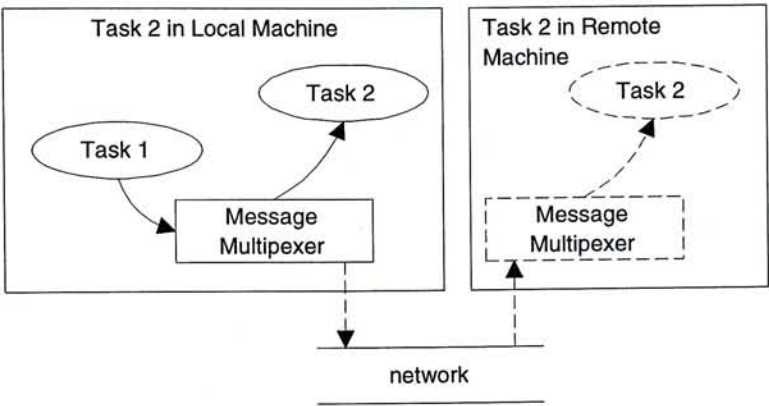 Task 2 in Local Machine
Task 2
Task 1
Message
Multipexer
Task 2 in Remote
Machine
Task 2
Message
Multipexer
network